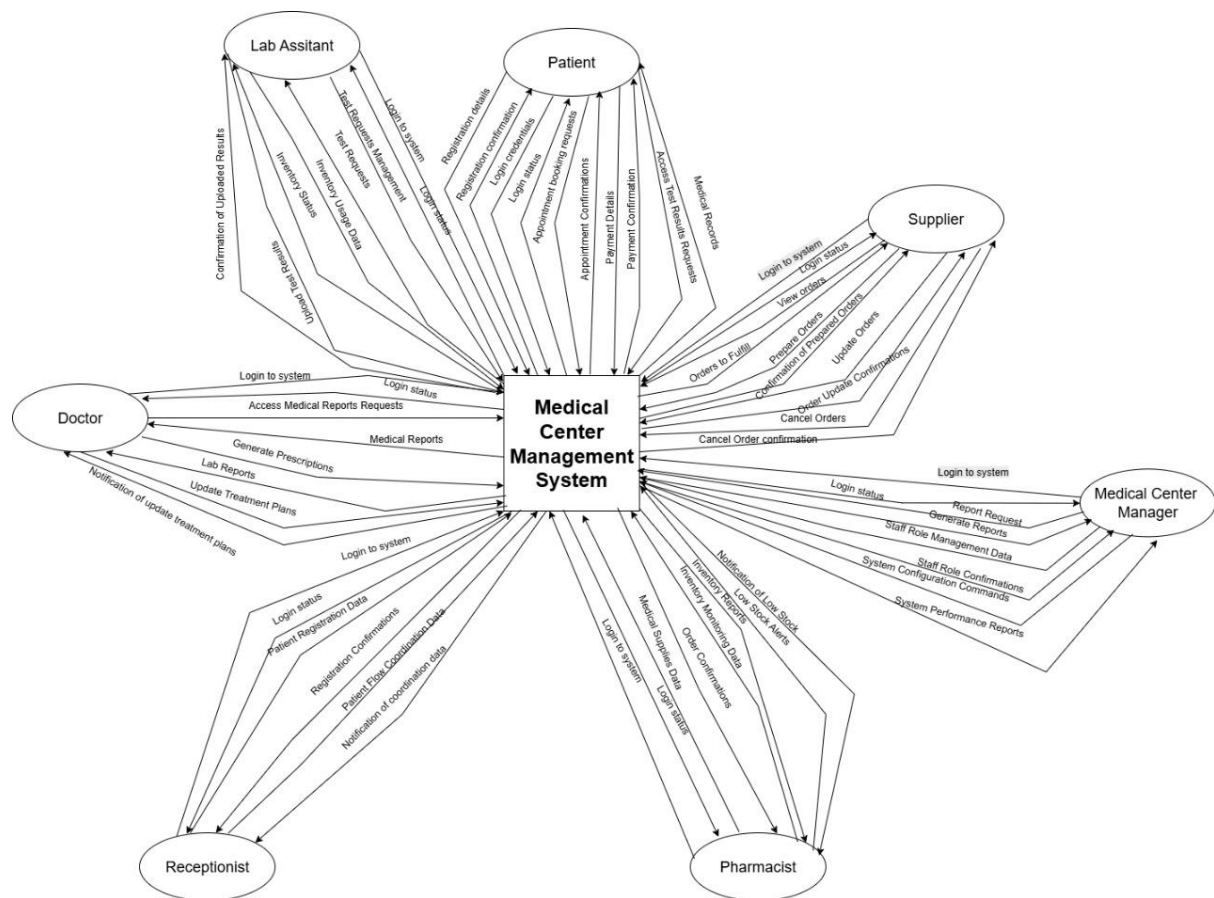 Lab Assitant
Patient
Supplier
Doctor
Medical Center
Manager
Receptionist
Pharmacist
Medical
Center
Management
System
Confirmation of Uploaded Results
Inventory Status
Upload Test Results
Inventory Usage Data
Test Requests
Test Requests Management
Login to system
Login status
Registration details
Registration confirmation
Login credentials
Login status
Appointment booking requests
Appointment Confirmations
Payment Details
Payment Confirmation
Access Test Results Requests
Medical Records
Login to system
Login status
View orders
Orders to Fulfill
Prepare Orders
Confirmation of Prepared Orders
Update Orders
Order Update Confirmations
Cancel Orders
Cancel Order confirmation
Login to system
Login status
Access Medical Reports Requests
Medical Reports
Generate Prescriptions
Lab Reports
Update Treatment Plans
Notification of update treatment plans
Login to system
Login status
Report Request
Generate Reports
Staff Role Management Data
Staff Role Confirmations
System Configuration Commands
System Performance Reports
Login to system
Login status
Patient Registration Data
Registration Confirmations
Patient Flow Coordination Data
Notification of coordination data
Login to system
Login status
Medical Supplies Data
Order Confirmations
Inventory Monitoring Data
Inventory Reports
Low Stock Alerts
Notification of Low Stock